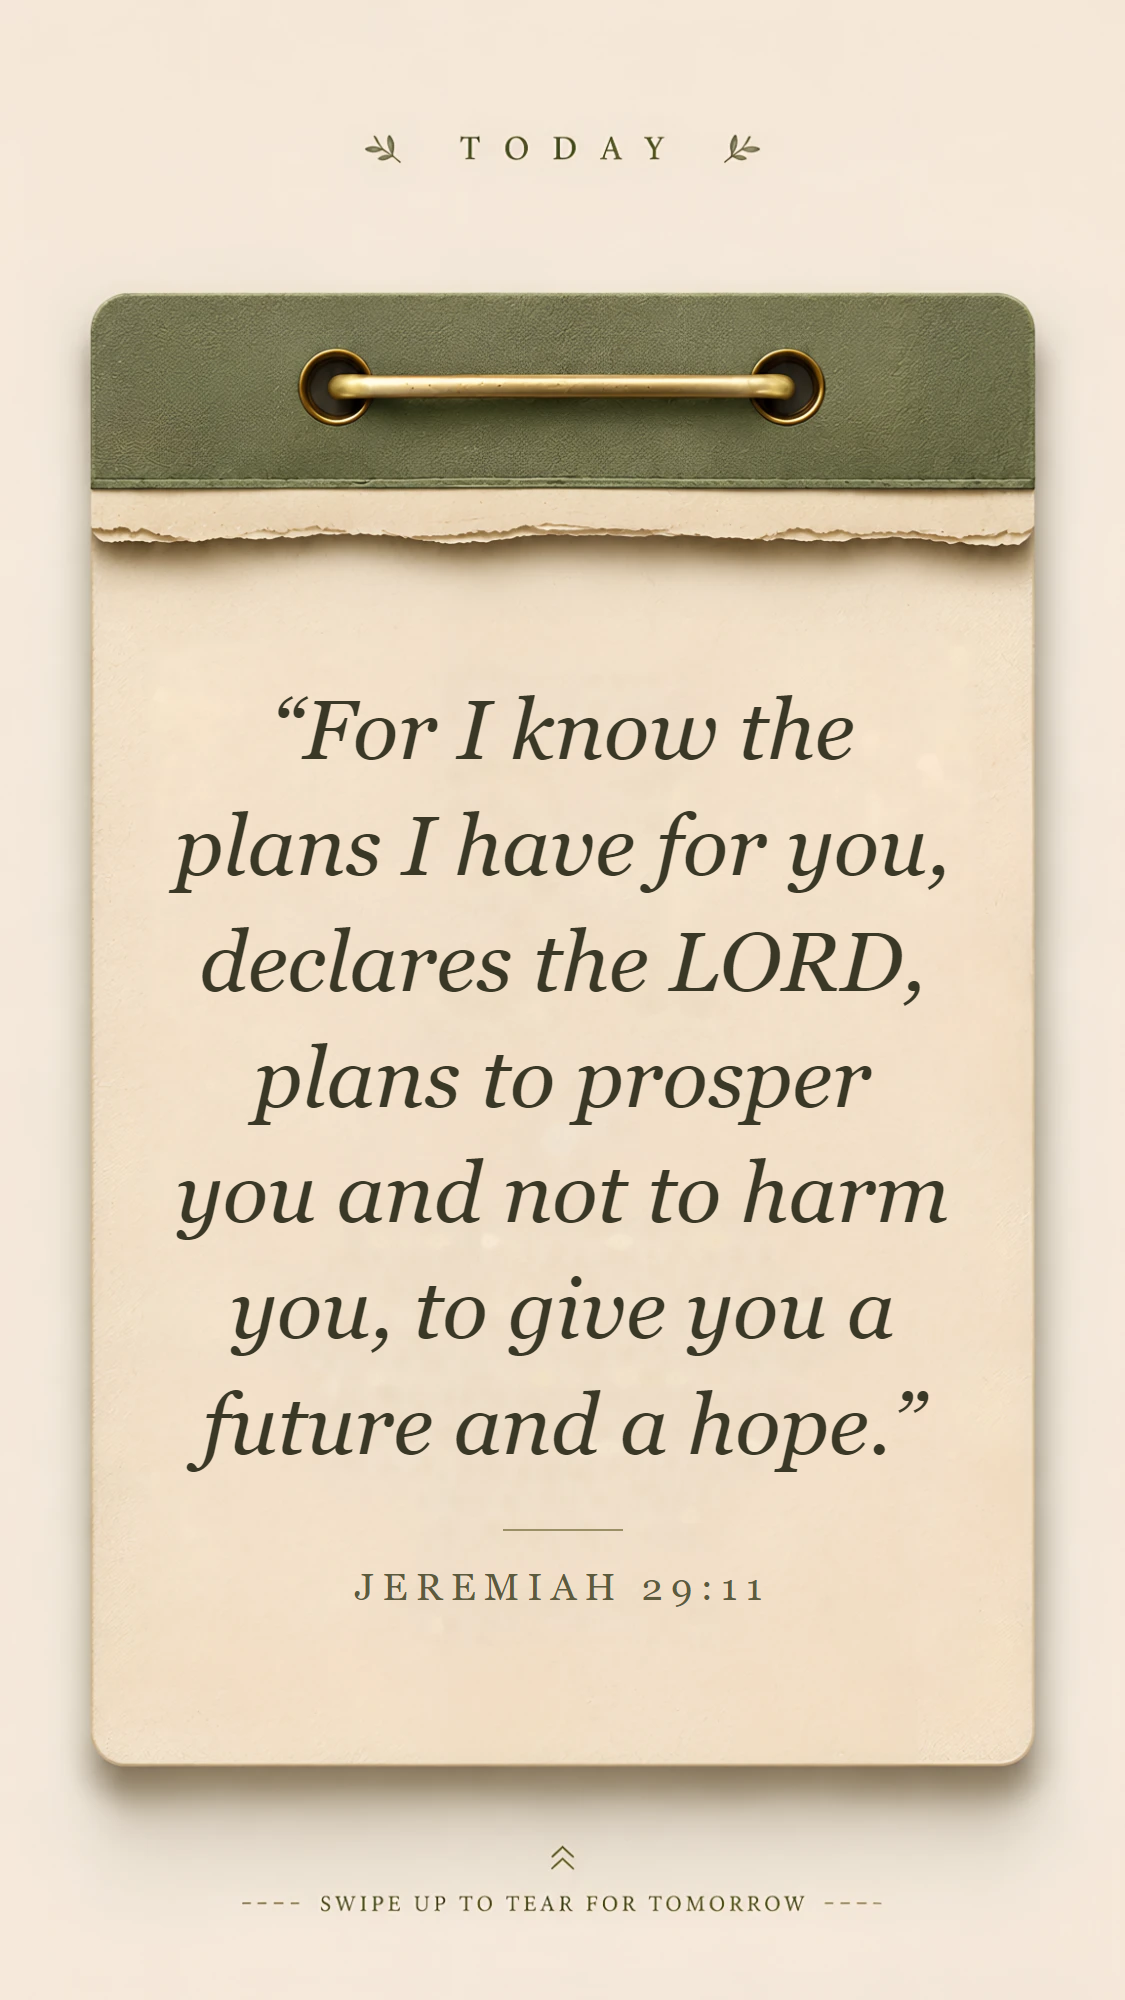 TODAY
“For I know the
plans I have for you,
declares the LORD,
plans to prosper
you and not to harm
you, to give you a
future and a hope.”
JEREMIAH 29:11
SWIPE UP TO TEAR FOR TOMORROW